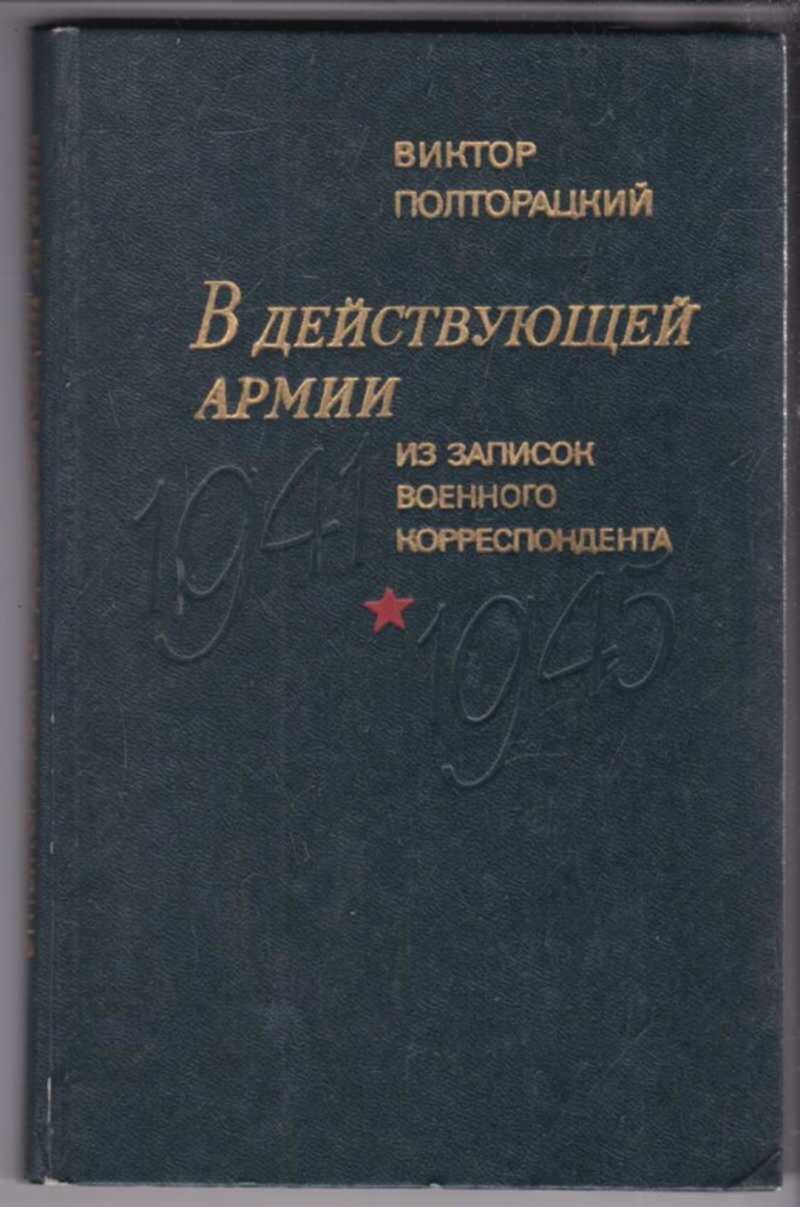 ВИКТОР
ПОЛТОРАЦКИЙ
В ДЕЙСТВУЮЩЕЙ
АРМИИ
ИЗ ЗАПИСОК
ВОЕННОГО
КОРРЕСПОНДЕНТА
1941
1945